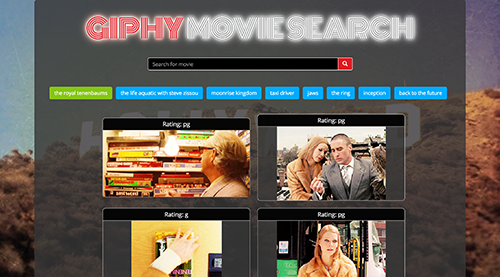 GIPHY MOVIE SEARCH
Search for movie
the royal tenenbaums the life aquatic with steve zissou moonrise kingdom taxi driver jaws the ring inception back to the future
Rating: pg Rating: pg
Rating: g Rating: pg